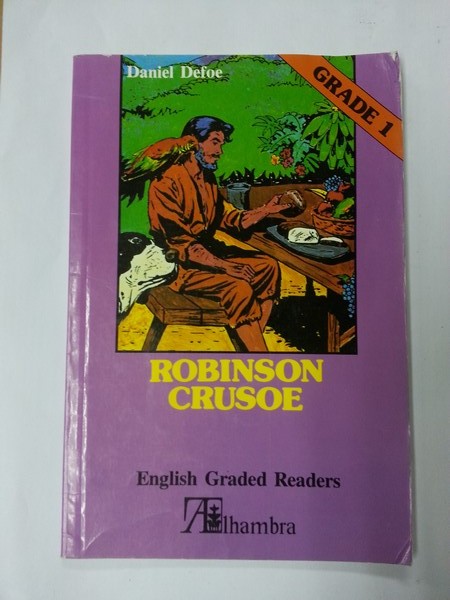 Daniel Defoe
GRADE 1
ROBINSON
CRUSOE
English Graded Readers
Alhambra